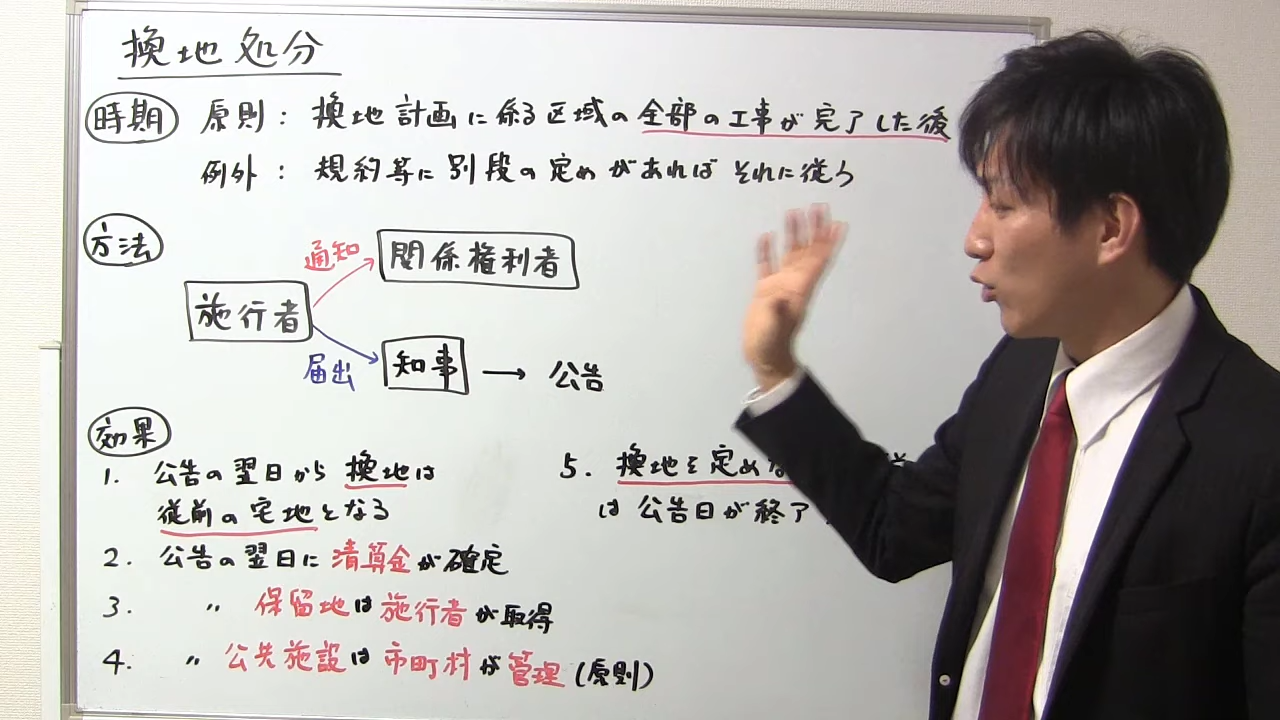 換地処分
時期 原則：換地計画に係る区域の全部の工事が完了した後
例外：規約等に別段の定めがあればそれに従う
方法
通知 関係権利者
施行者
届出 知事 → 公告
効果
1. 公告の翌日から 換地は
従前の宅地となる
2. 公告の翌日に 清算金が確定
3. 〃 保留地は施行者が取得
4. 〃 公共施設は市町村が管理(原則)
5. 換地を定めな
は公告日が終了